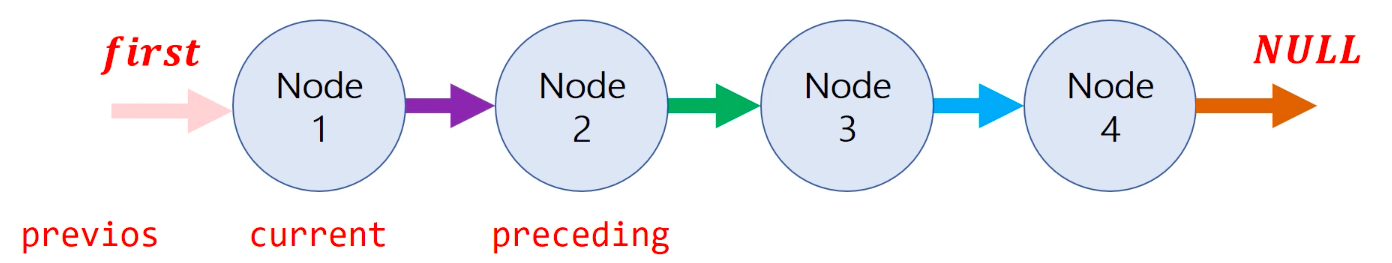 first
NULL
Node
1
Node
2
Node
3
Node
4
previos
current
preceding